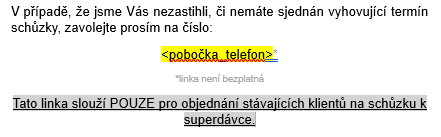 V případě, že jsme Vás nezastihli, či nemáte sjednán vyhovující termín
schůzky, zavolejte prosím na číslo:
<pobočka_telefon>*
*linka není bezplatná
Tato linka slouží POUZE pro objednání stávajících klientů na schůzku k
superdávce.